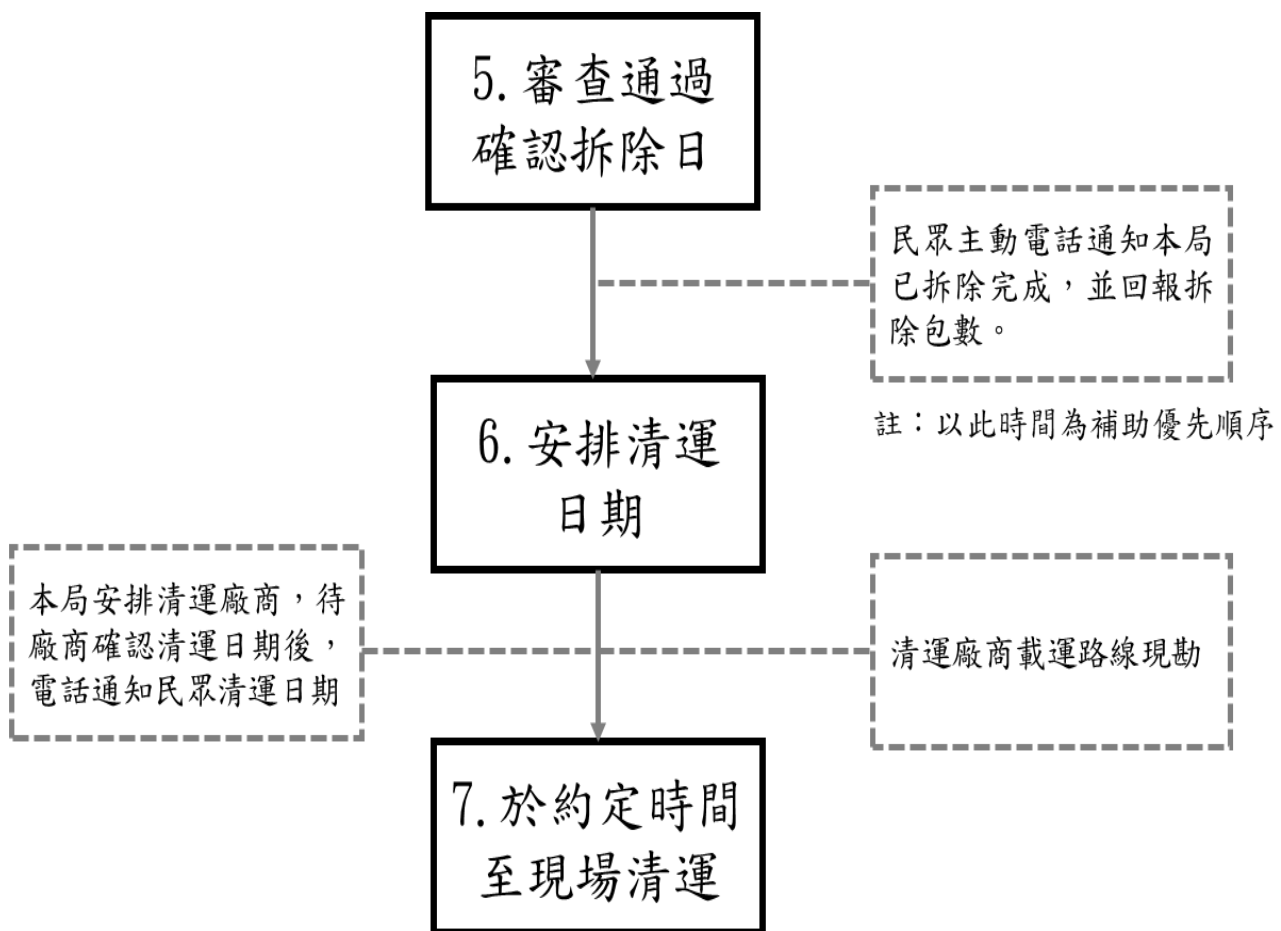 5.審查通過
確認拆除日
民眾主動電話通知本局
已拆除完成，並回報拆
除包數。
6.安排清運
日期
註：以此時間為補助優先順序
本局安排清運廠商，待
廠商確認清運日期後，
電話通知民眾清運日期
清運廠商載運路線現勘
7.於約定時間
至現場清運